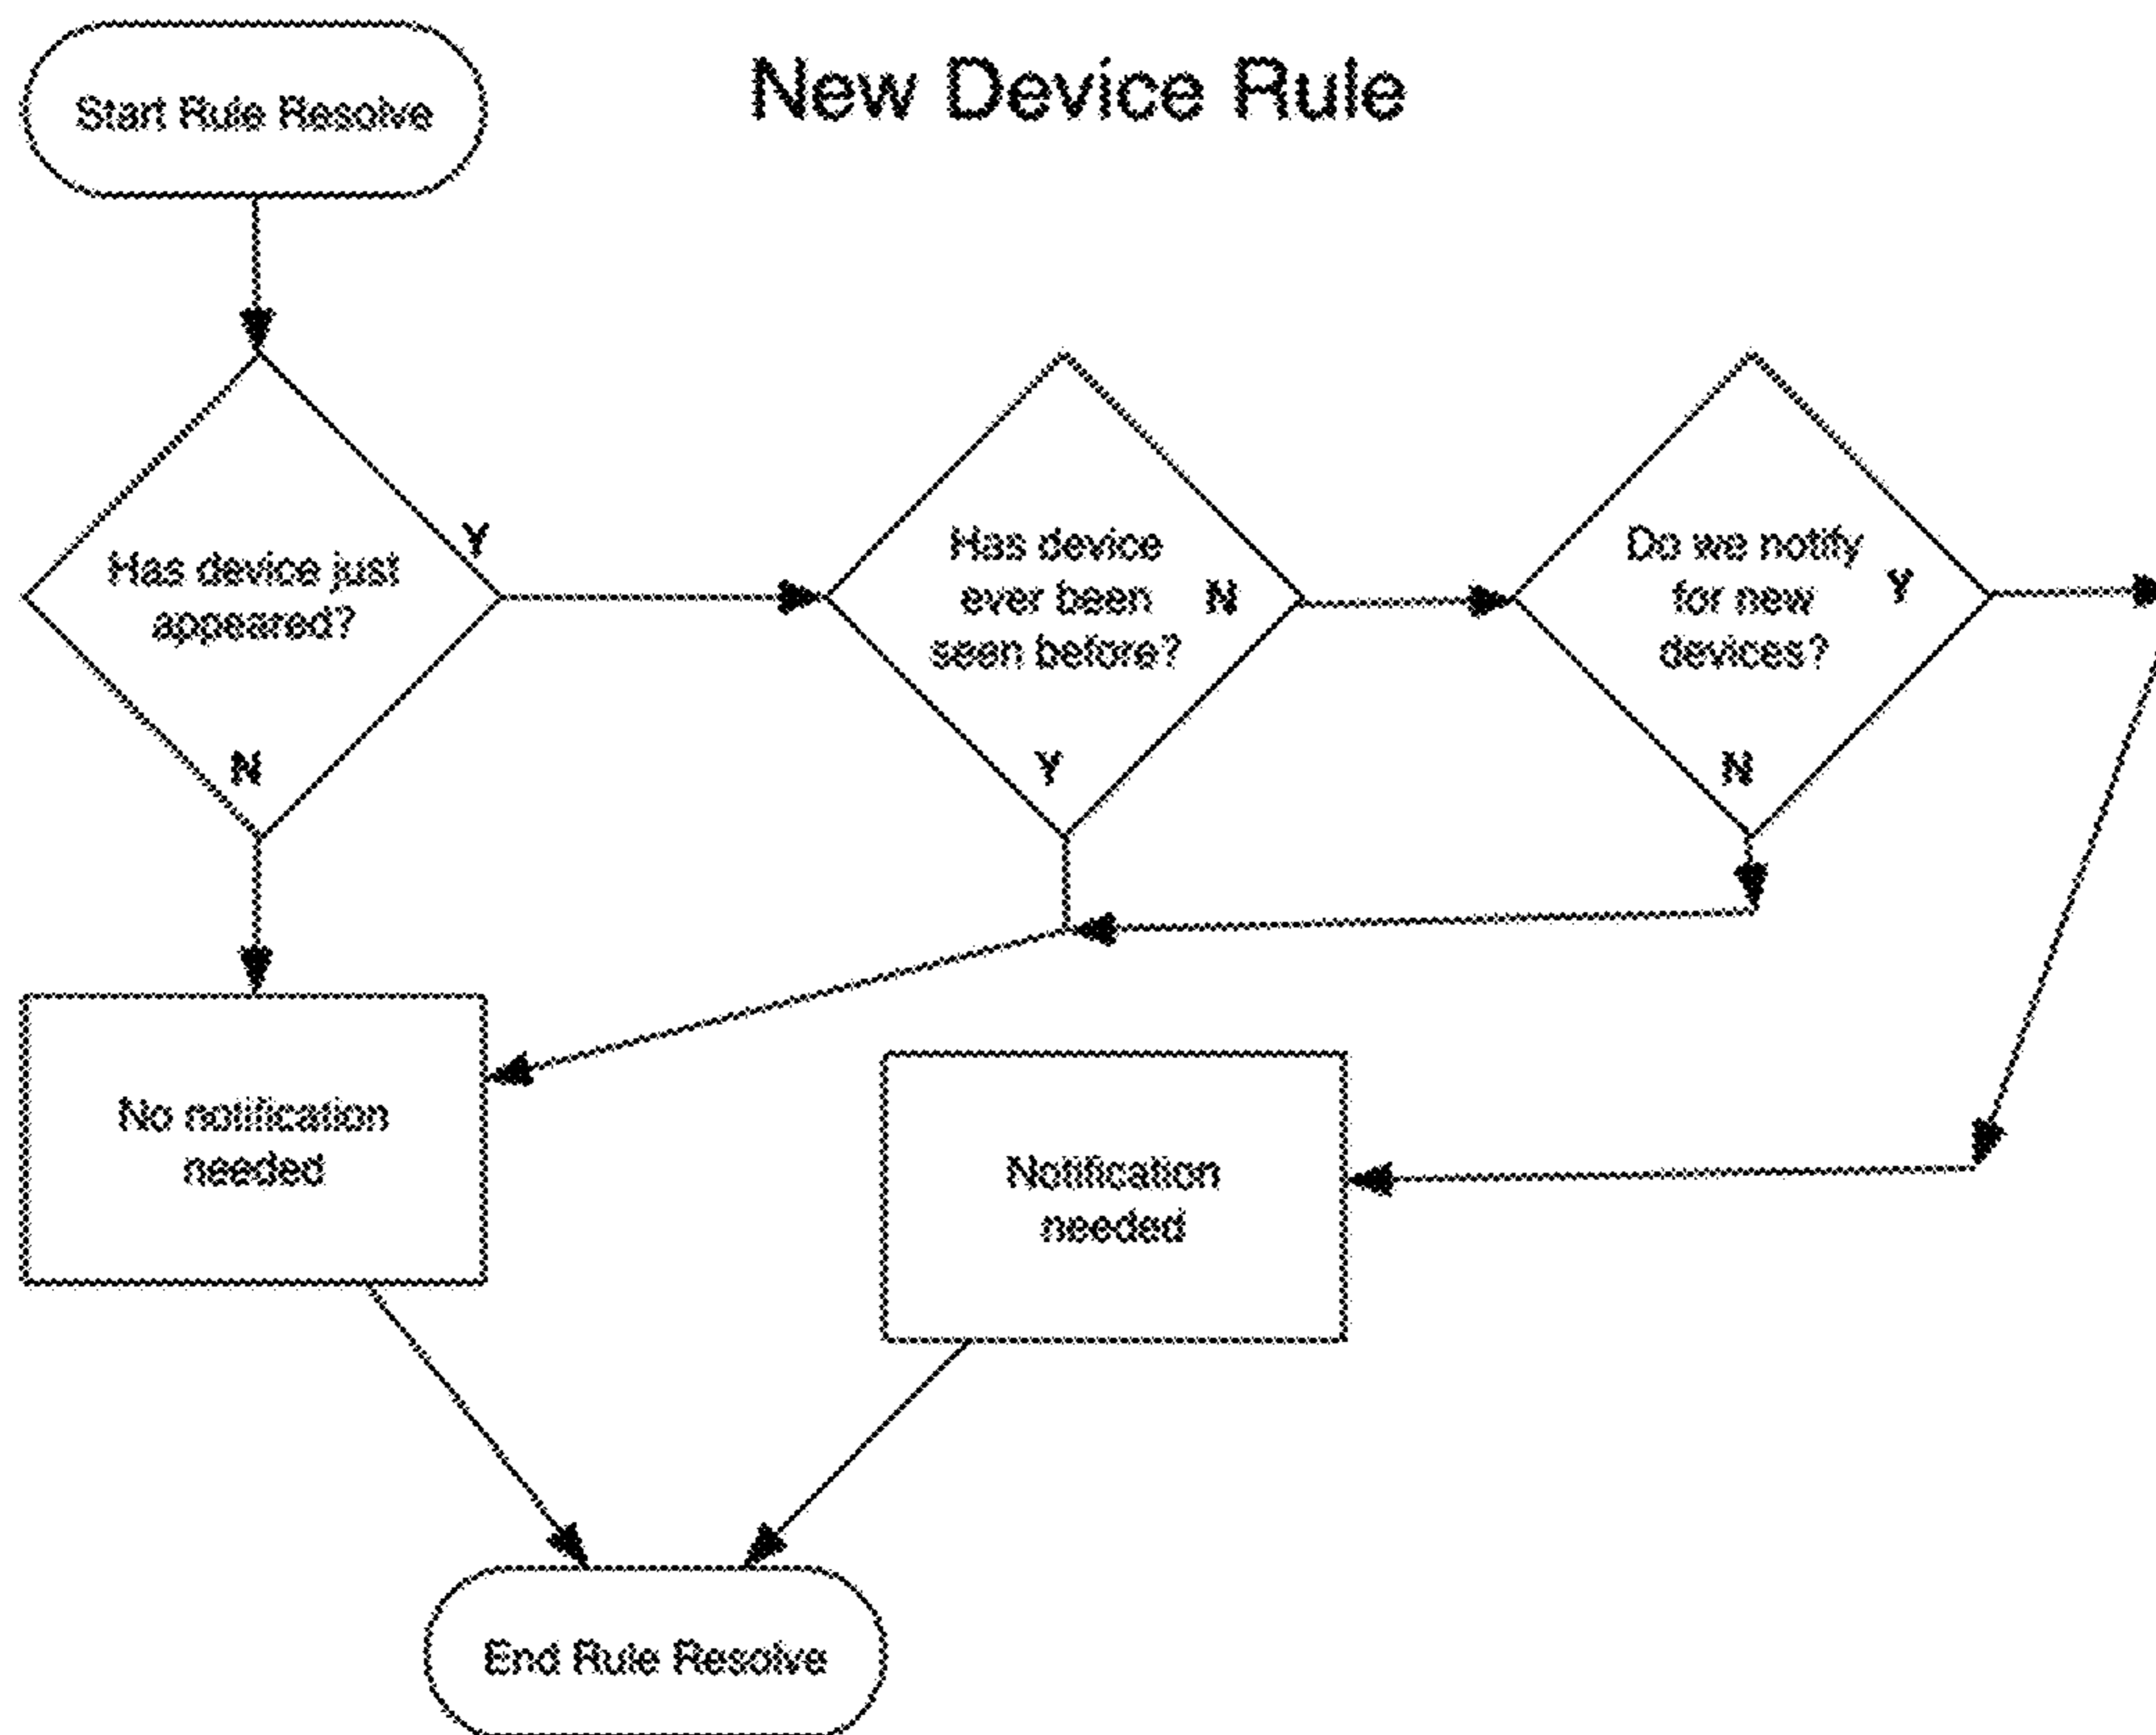 New Device Rule
Start Rule Resolve
Has device just
appeared?
Y
N
Has device
ever been
seen before?
N
Y
Do we notify
for new
devices?
Y
N
No notification
needed
Notification
needed
End Rule Resolve